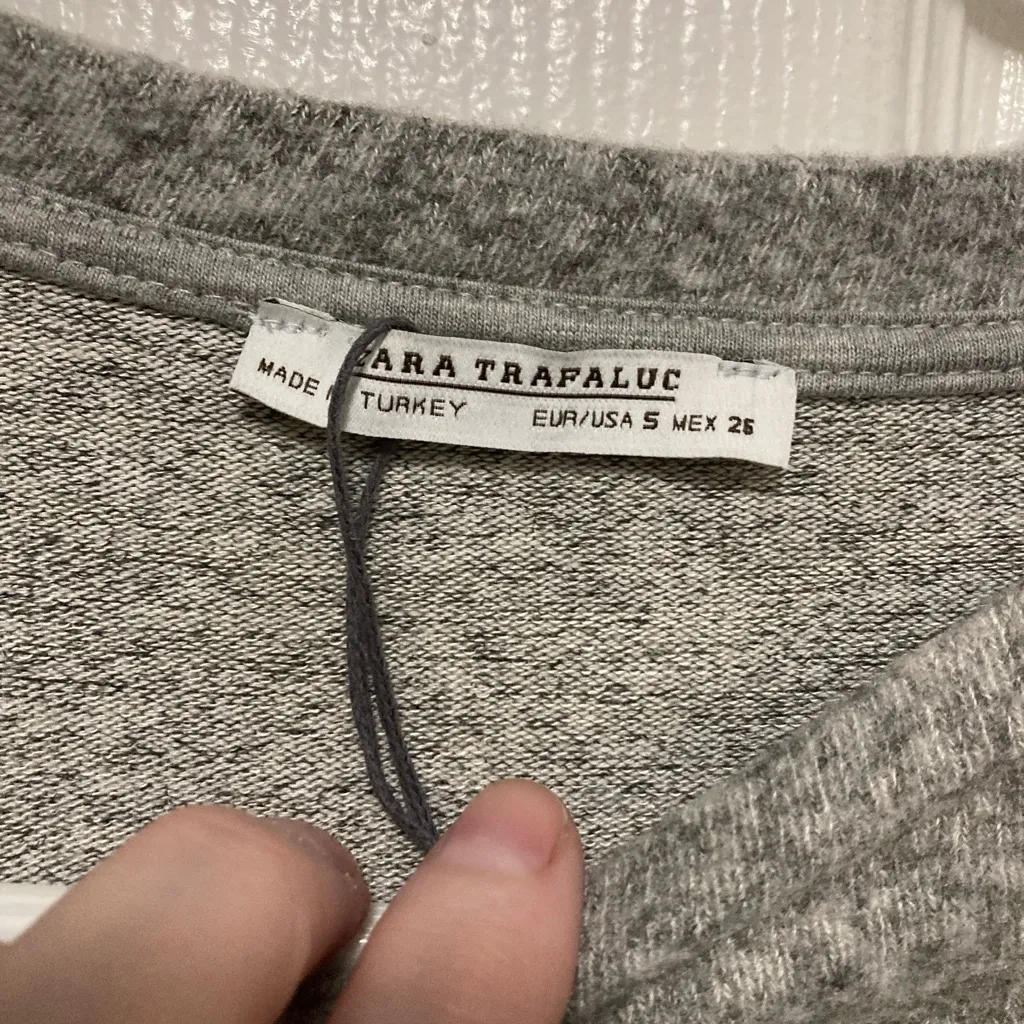 ZARA TRAFALUC
MADE IN TURKEY EUR/USA S MEX 26